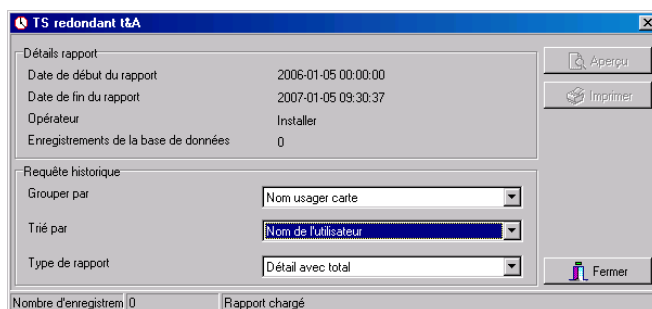 TS redondant t&A
Détails rapport
Date de début du rapport 2006-01-05 00:00:00
Date de fin du rapport 2007-01-05 09:30:37
Opérateur Installer
Enregistrements de la base de données 0
Aperçu
Imprimer
Requête historique
Grouper par Nom usager carte
Trié par Nom de l'utilisateur
Type de rapport Détail avec total
Fermer
Nombre d'enregistrem 0 Rapport chargé